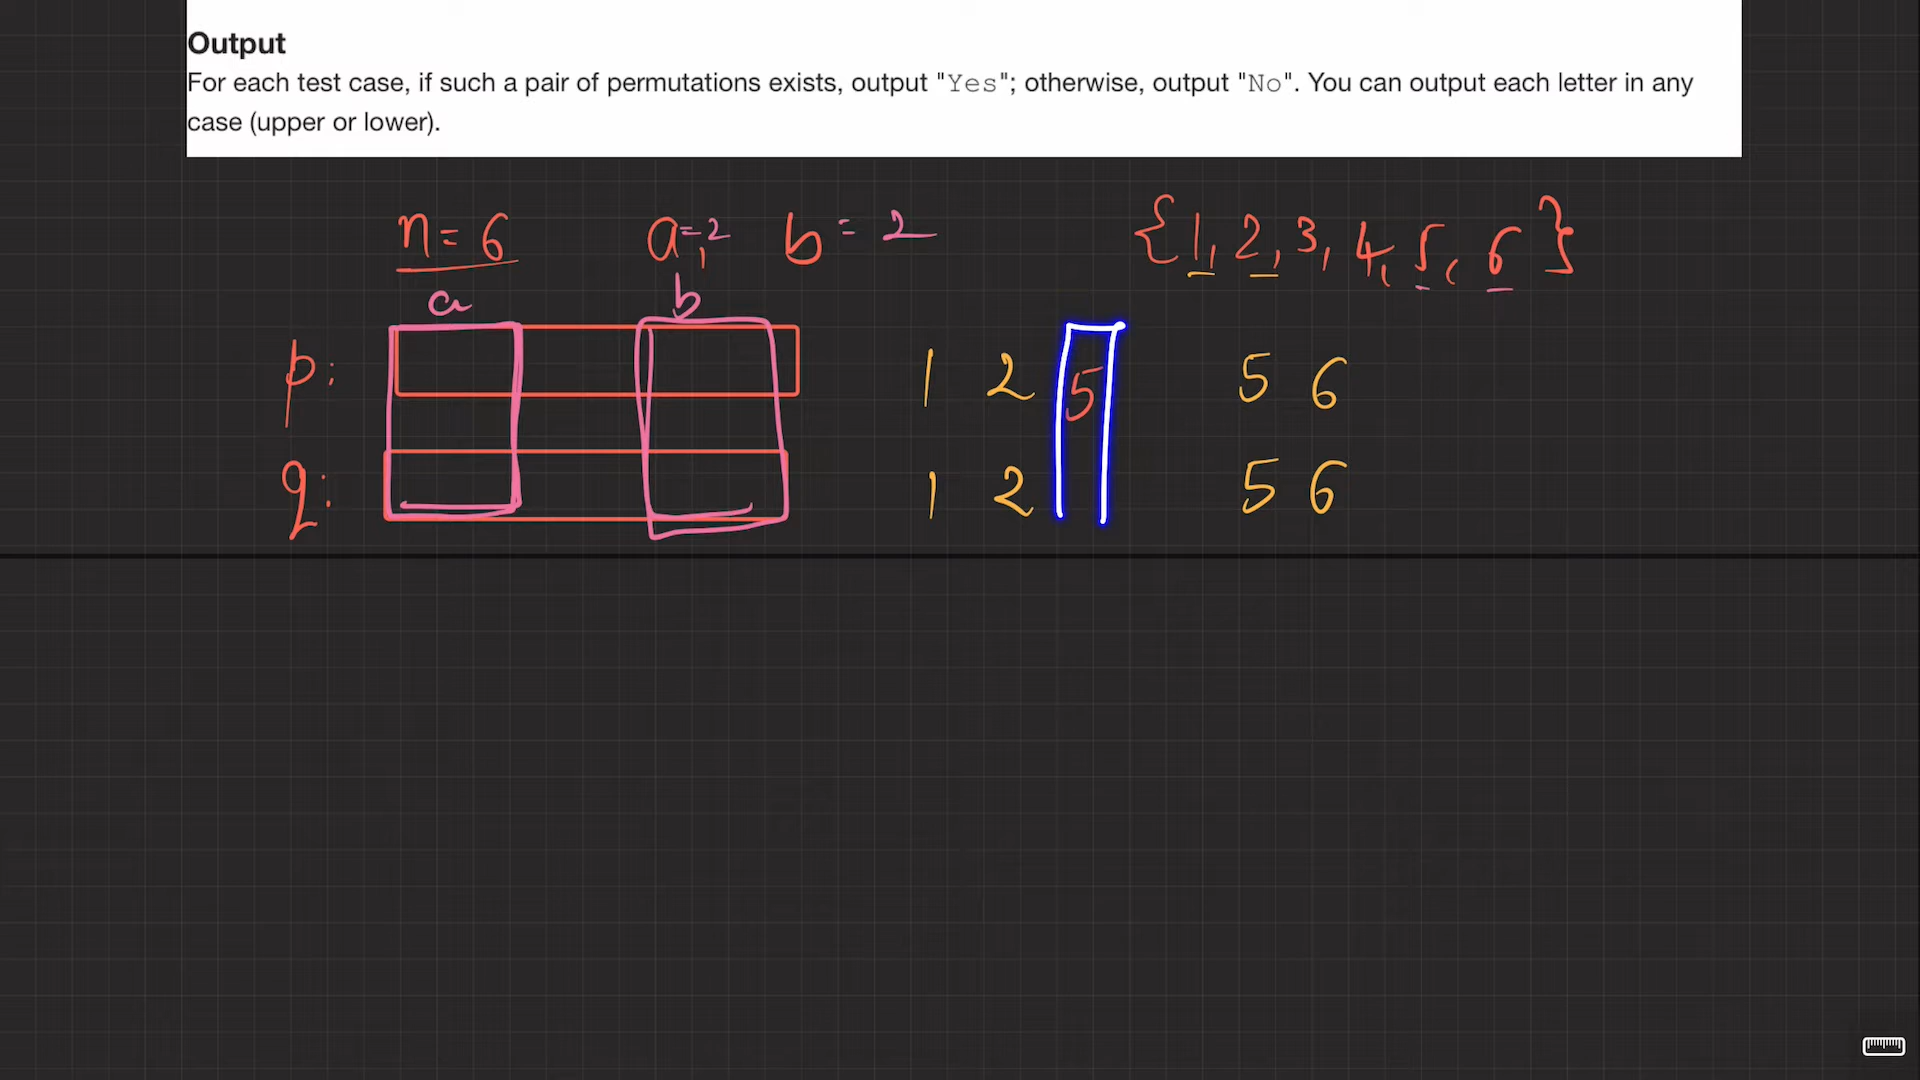 Output
For each test case, if such a pair of permutations exists, output "Yes"; otherwise, output "No". You can output each letter in any
case (upper or lower).
n = 6 a = 2, b = 2 {1, 2, 3, 4, 5, 6}
a b
p: 1 2 5 5 6
q: 1 2 5 6